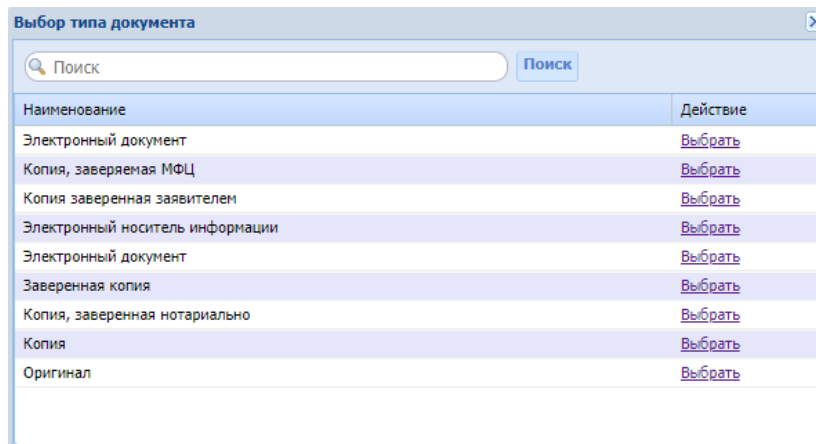 Выбор типа документа
Поиск Поиск
Наименование Действие
Электронный документ Выбрать
Копия, заверяемая МФЦ Выбрать
Копия заверенная заявителем Выбрать
Электронный носитель информации Выбрать
Электронный документ Выбрать
Заверенная копия Выбрать
Копия, заверенная нотариально Выбрать
Копия Выбрать
Оригинал Выбрать